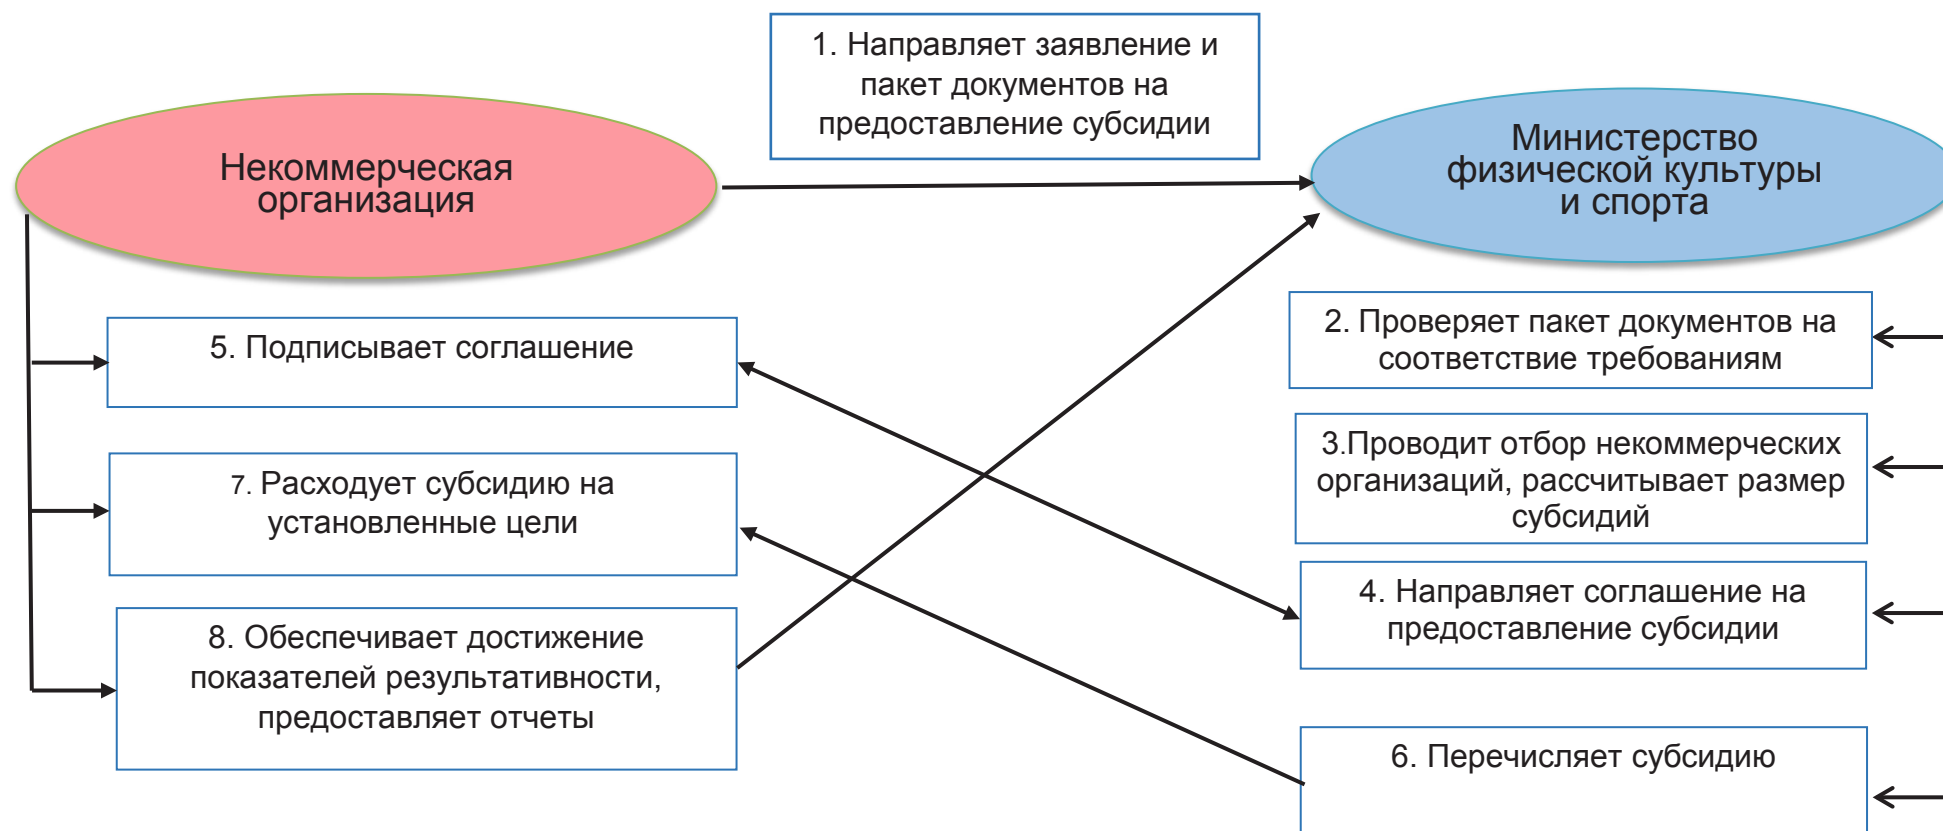 1. Направляет заявление и
пакет документов на
предоставление субсидии
Некоммерческая
организация
Министерство
физической культуры
и спорта
2. Проверяет пакет документов на
соответствие требованиям
5. Подписывает соглашение
3.Проводит отбор некоммерческих
организаций, рассчитывает размер
субсидий
7. Расходует субсидию на
установленные цели
4. Направляет соглашение на
предоставление субсидии
8. Обеспечивает достижение
показателей результативности,
предоставляет отчеты
6. Перечисляет субсидию